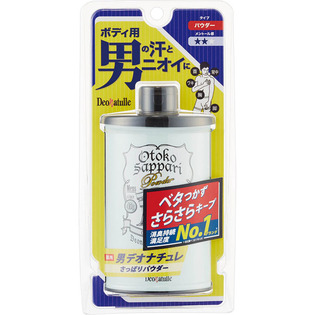 ボディ用
男の汗と
ニオイに
タイプ
パウダー
メントール感
★★
Deonatulle
Otoko
Sappari
Powder
ベタつかず
さらさらキープ
消臭持続
満足度
No.1
男デオナチュレ
さっぱりパウダー
Deonatulle